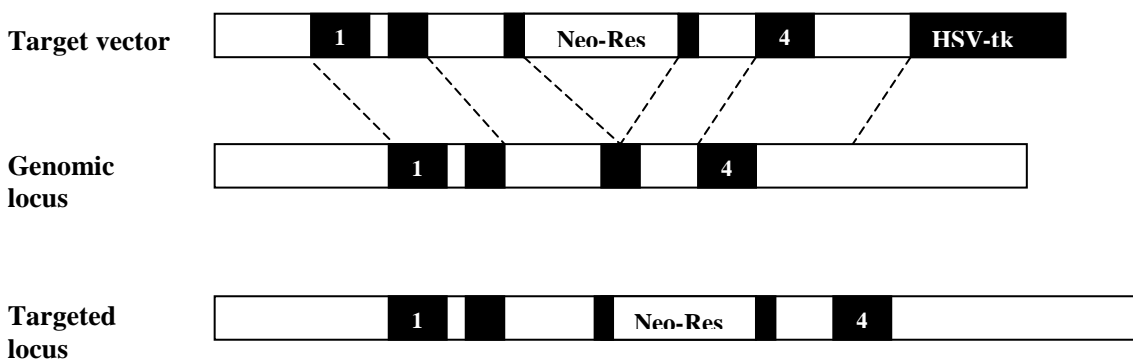 Target vector
1
Neo-Res
4
HSV-tk
Genomic
locus
1
4
Targeted
locus
1
Neo-Res
4